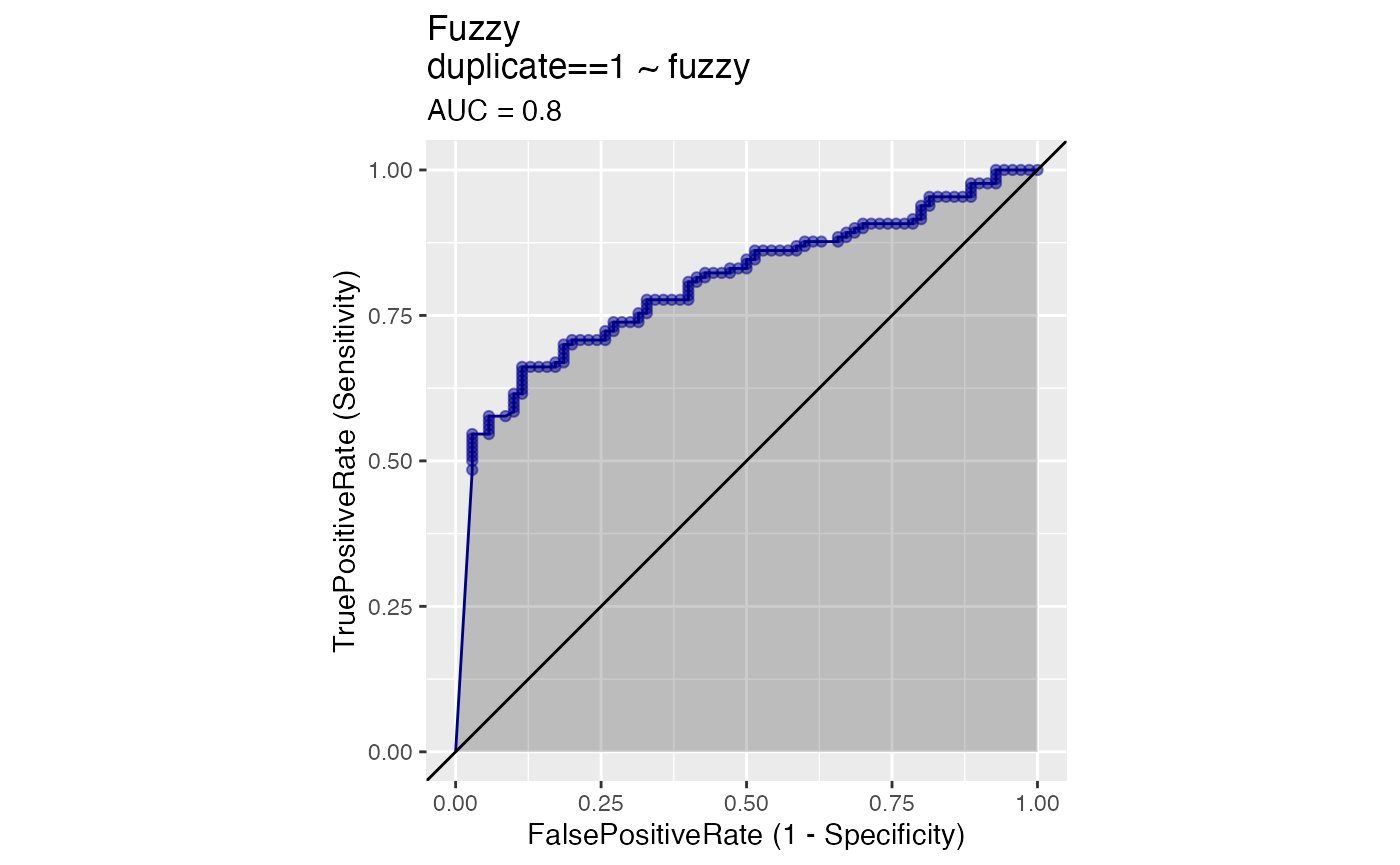 Fuzzy
duplicate==1 ~ fuzzy
AUC = 0.8
TruePositiveRate (Sensitivity)
1.00
0.75
0.50
0.25
0.00
0.00 0.25 0.50 0.75 1.00
FalsePositiveRate (1 - Specificity)